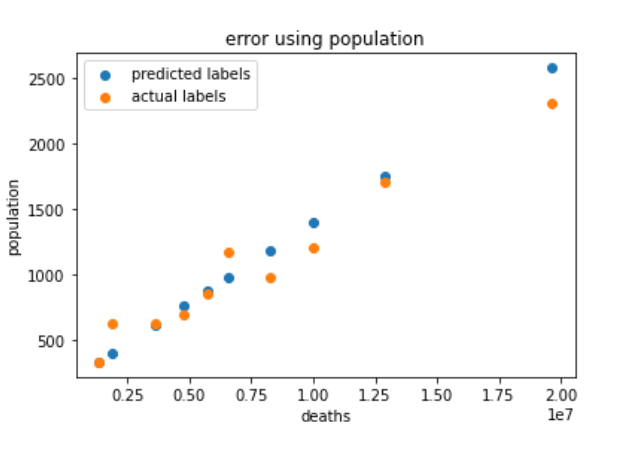 error using population
predicted labels
actual labels
2500
2000
1500
1000
500
population
0.25 0.50 0.75 1.00 1.25 1.50 1.75 2.00
1e7
deaths